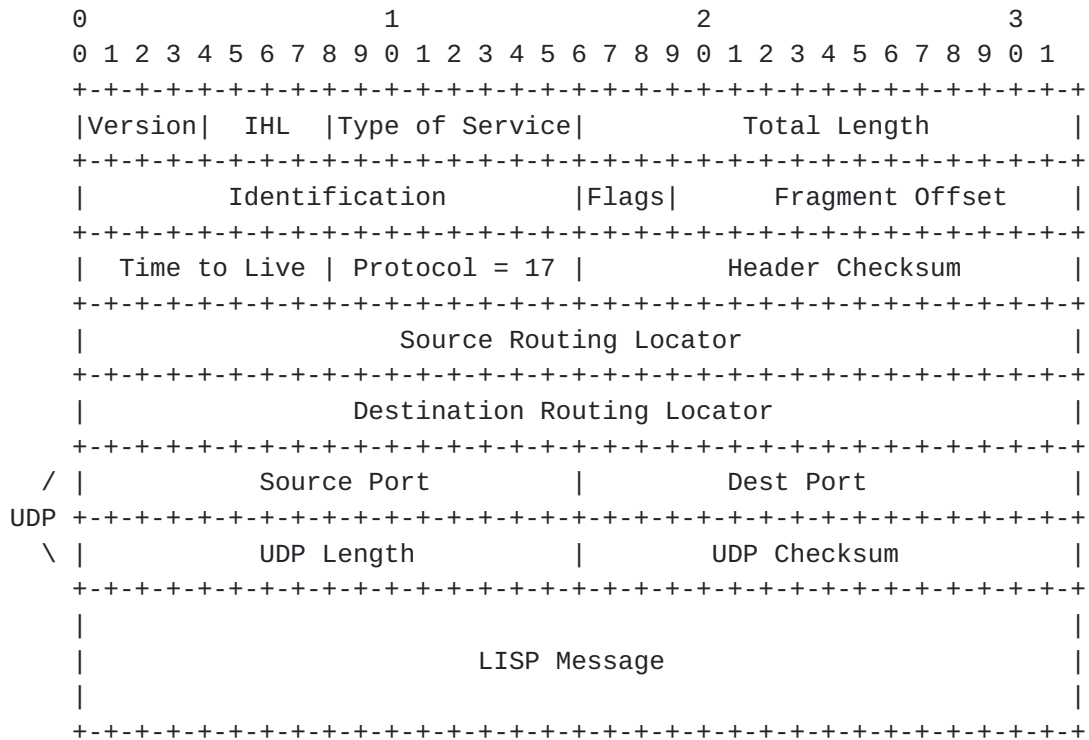 0                   1                   2                   3
 0 1 2 3 4 5 6 7 8 9 0 1 2 3 4 5 6 7 8 9 0 1 2 3 4 5 6 7 8 9 0 1
+-+-+-+-+-+-+-+-+-+-+-+-+-+-+-+-+-+-+-+-+-+-+-+-+-+-+-+-+-+-+-+-+
|Version|  IHL  |Type of Service|          Total Length         |
+-+-+-+-+-+-+-+-+-+-+-+-+-+-+-+-+-+-+-+-+-+-+-+-+-+-+-+-+-+-+-+-+
|         Identification        |Flags|      Fragment Offset    |
+-+-+-+-+-+-+-+-+-+-+-+-+-+-+-+-+-+-+-+-+-+-+-+-+-+-+-+-+-+-+-+-+
|  Time to Live | Protocol = 17 |         Header Checksum       |
+-+-+-+-+-+-+-+-+-+-+-+-+-+-+-+-+-+-+-+-+-+-+-+-+-+-+-+-+-+-+-+-+
|                    Source Routing Locator                     |
+-+-+-+-+-+-+-+-+-+-+-+-+-+-+-+-+-+-+-+-+-+-+-+-+-+-+-+-+-+-+-+-+
|                 Destination Routing Locator                   |
+-+-+-+-+-+-+-+-+-+-+-+-+-+-+-+-+-+-+-+-+-+-+-+-+-+-+-+-+-+-+-+-+
/ |           Source Port         |         Dest Port             |
UDP +-+-+-+-+-+-+-+-+-+-+-+-+-+-+-+-+-+-+-+-+-+-+-+-+-+-+-+-+-+-+-+-+
\ |           UDP Length          |        UDP Checksum           |
+-+-+-+-+-+-+-+-+-+-+-+-+-+-+-+-+-+-+-+-+-+-+-+-+-+-+-+-+-+-+-+-+
|                                                               |
|                         LISP Message                          |
|                                                               |
+-+-+-+-+-+-+-+-+-+-+-+-+-+-+-+-+-+-+-+-+-+-+-+-+-+-+-+-+-+-+-+-+